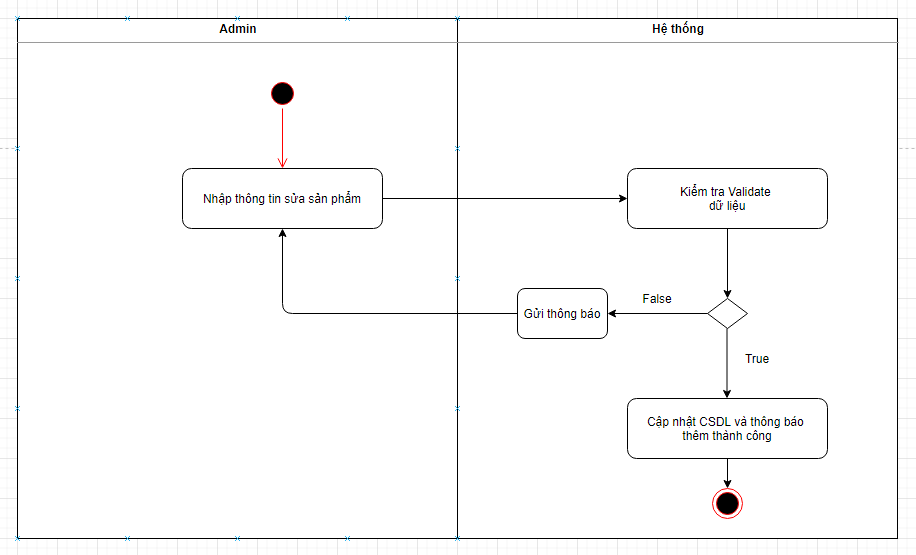 Admin
Hệ thống
Nhập thông tin sửa sản phẩm
Kiểm tra Validate
dữ liệu
False
Gửi thông báo
True
Cập nhật CSDL và thông báo
thêm thành công